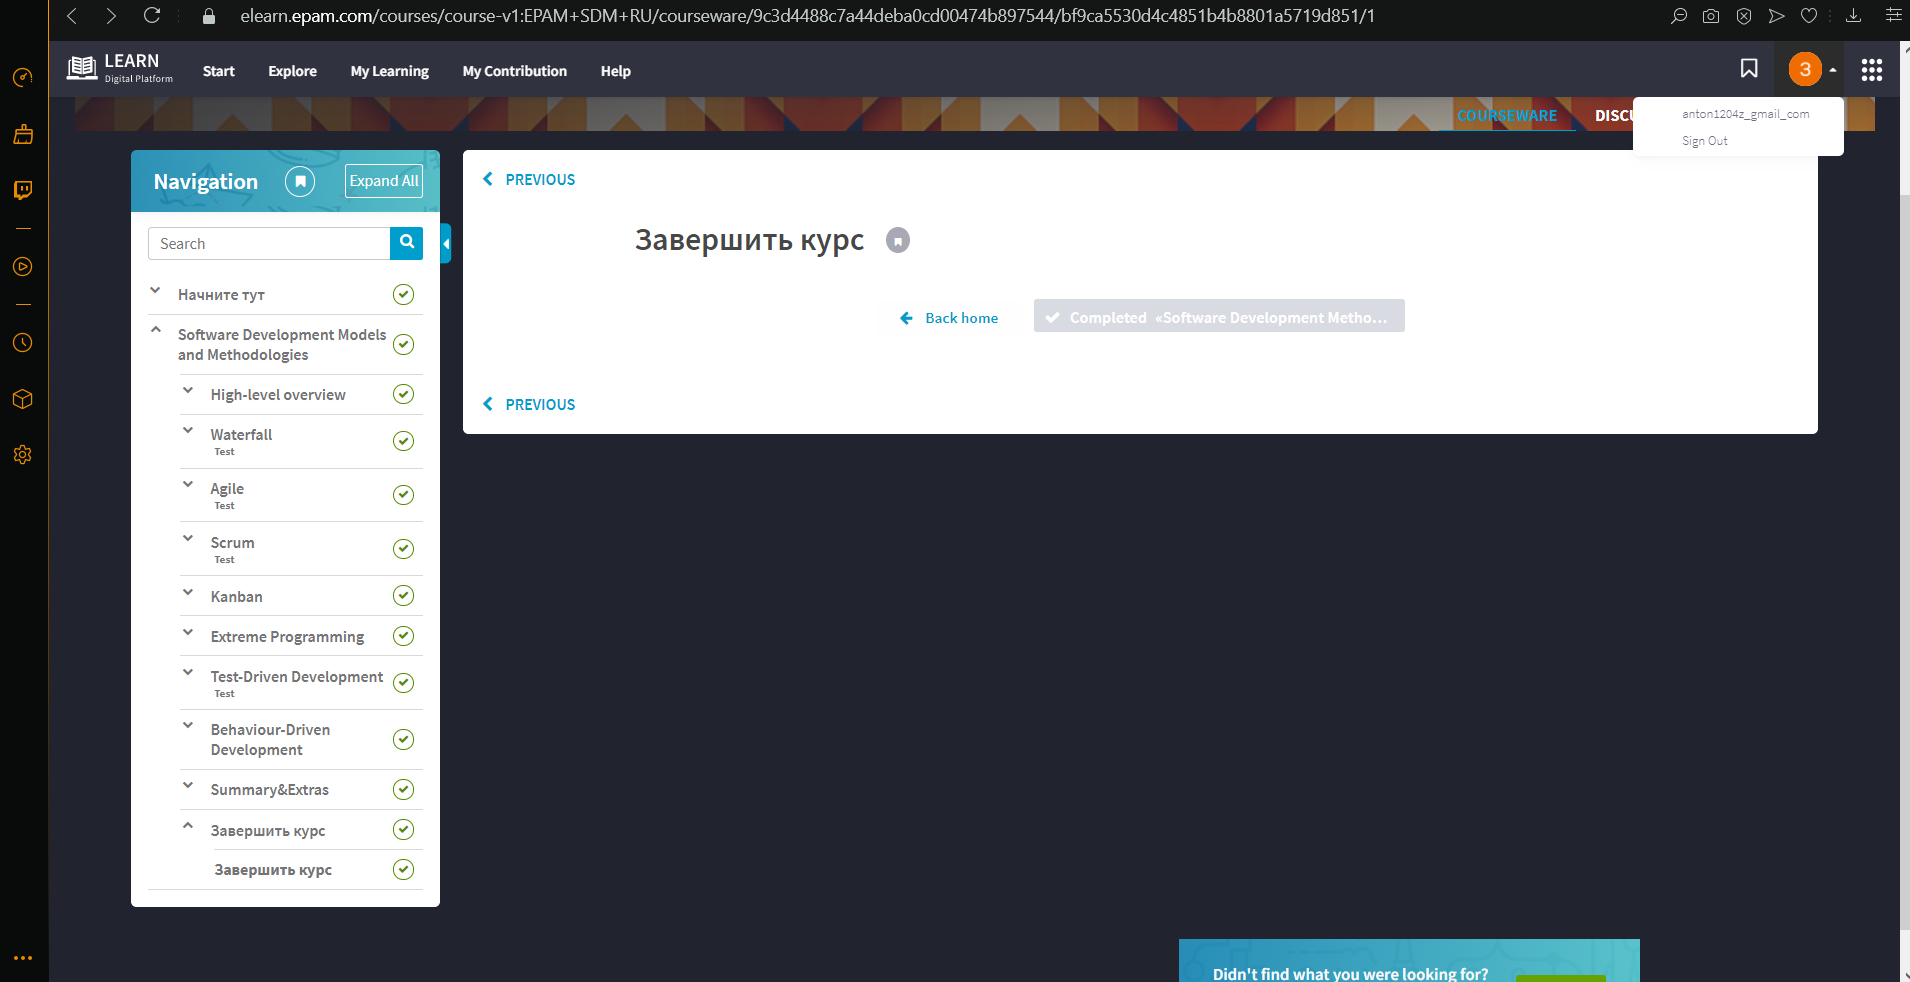 elearn.epam.com/courses/course-v1:EPAM+SDM+RU/courseware/9c3d4488c7a44deba0cd00474b897544/bf9ca5530d4c4851b4b8801a5719d851/1
LEARN
Digital Platform
Start
Explore
My Learning
My Contribution
Help
3
COURSEWARE
DISCU
anton1204z_gmail_com
Sign Out
Navigation
Expand All
Search
Начните тут
Software Development Models
and Methodologies
High-level overview
Waterfall
Test
Agile
Test
Scrum
Test
Kanban
Extreme Programming
Test-Driven Development
Test
Behaviour-Driven
Development
Summary&Extras
Завершить курс
Завершить курс
PREVIOUS
Завершить курс
Back home
Completed «Software Development Metho...
PREVIOUS
Didn't find what you were looking for?